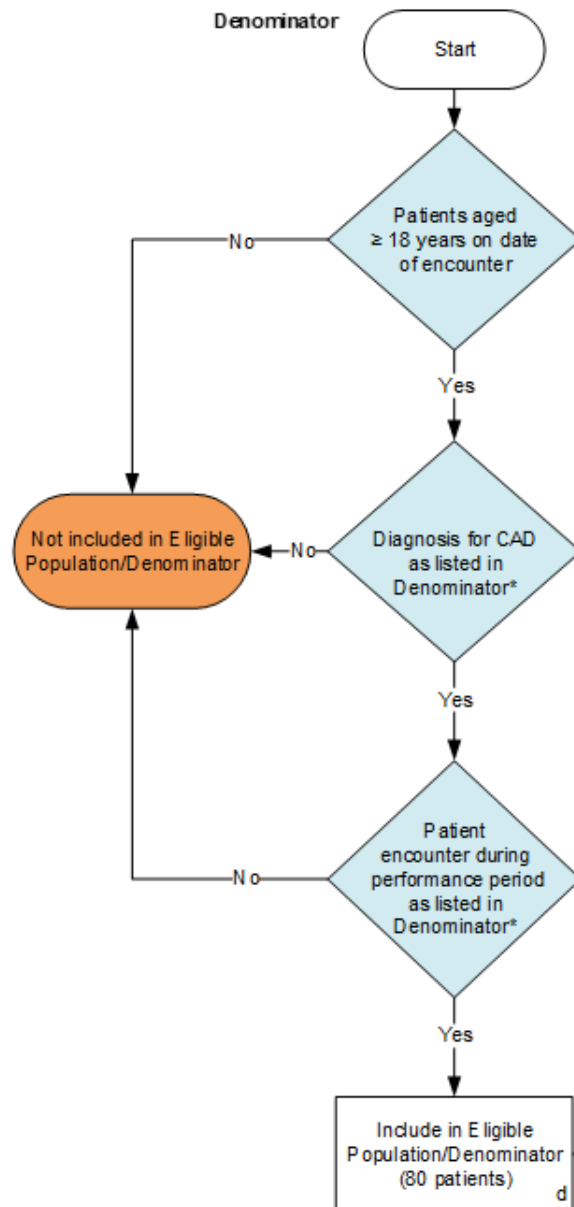 Denominator
Start
Patients aged
≥ 18 years on date
of encounter
No
Yes
Not included in Eligible
Population/Denominator
No
Diagnosis for CAD
as listed in
Denominator*
Yes
Patient
encounter during
performance period
as listed in
Denominator*
No
Yes
Include in Eligible
Population/Denominator
(80 patients)
d